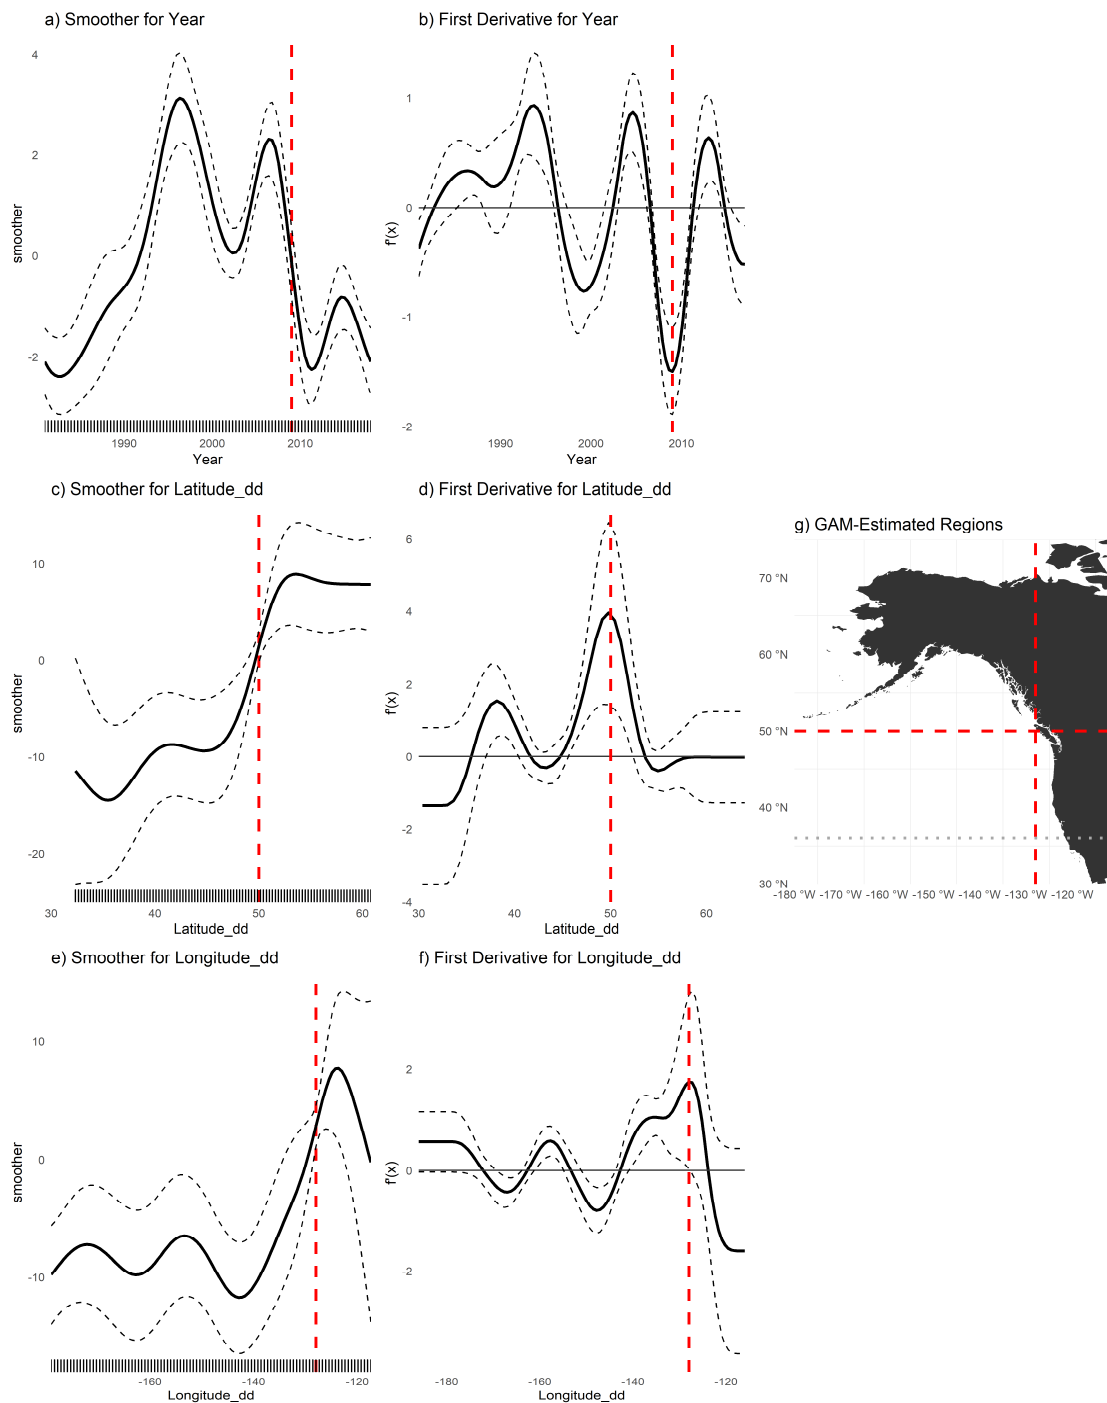 a) Smoother for Year
b) First Derivative for Year
4
2
0
-2
smoother
1990
2000
2010
Year
1
0
-1
-2
f'(x)
1990
2000
2010
Year
c) Smoother for Latitude_dd
d) First Derivative for Latitude_dd
g) GAM-Estimated Regions
10
0
-10
-20
smoother
30
40
50
60
Latitude_dd
6
4
2
0
-2
-4
f'(x)
30
40
50
60
Latitude_dd
70 °N
60 °N
50 °N
40 °N
30 °N
-180 °W -170 °W -160 °W -150 °W -140 °W -130 °W -120 °W
e) Smoother for Longitude_dd
f) First Derivative for Longitude_dd
10
0
-10
smoother
-160
-140
-120
Longitude_dd
2
0
2
f'(x)
-180
-160
-140
-120
Longitude_dd